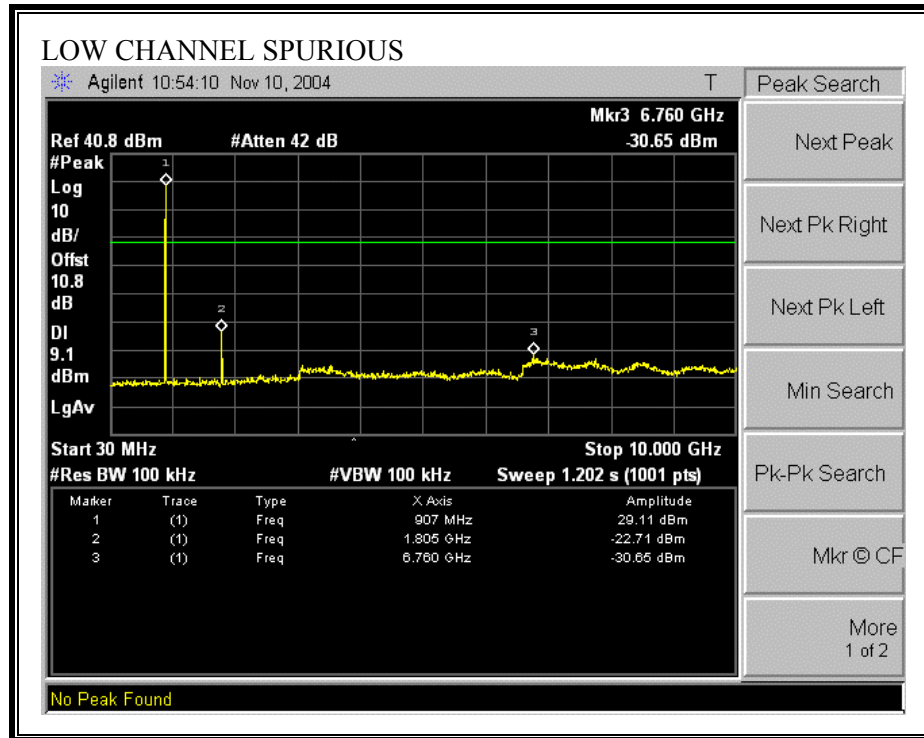 LOW CHANNEL SPURIOUS
Agilent 10:54:10 Nov 10, 2004 T
Peak Search
Mkr3 6.760 GHz
Ref 40.8 dBm #Atten 42 dB -30.65 dBm
#Peak
Log
10
dB/
Offst
10.8
dB
DI
9.1
dBm
LgAv
1
2
3
Start 30 MHz Stop 10.000 GHz
#Res BW 100 kHz #VBW 100 kHz Sweep 1.202 s (1001 pts)
Marker Trace Type X Axis Amplitude
1 (1) Freq 907 MHz 29.11 dBm
2 (1) Freq 1.805 GHz -22.71 dBm
3 (1) Freq 6.760 GHz -30.65 dBm
No Peak Found
Next Peak
Next Pk Right
Next Pk Left
Min Search
Pk-Pk Search
Mkr © CF
More
1 of 2